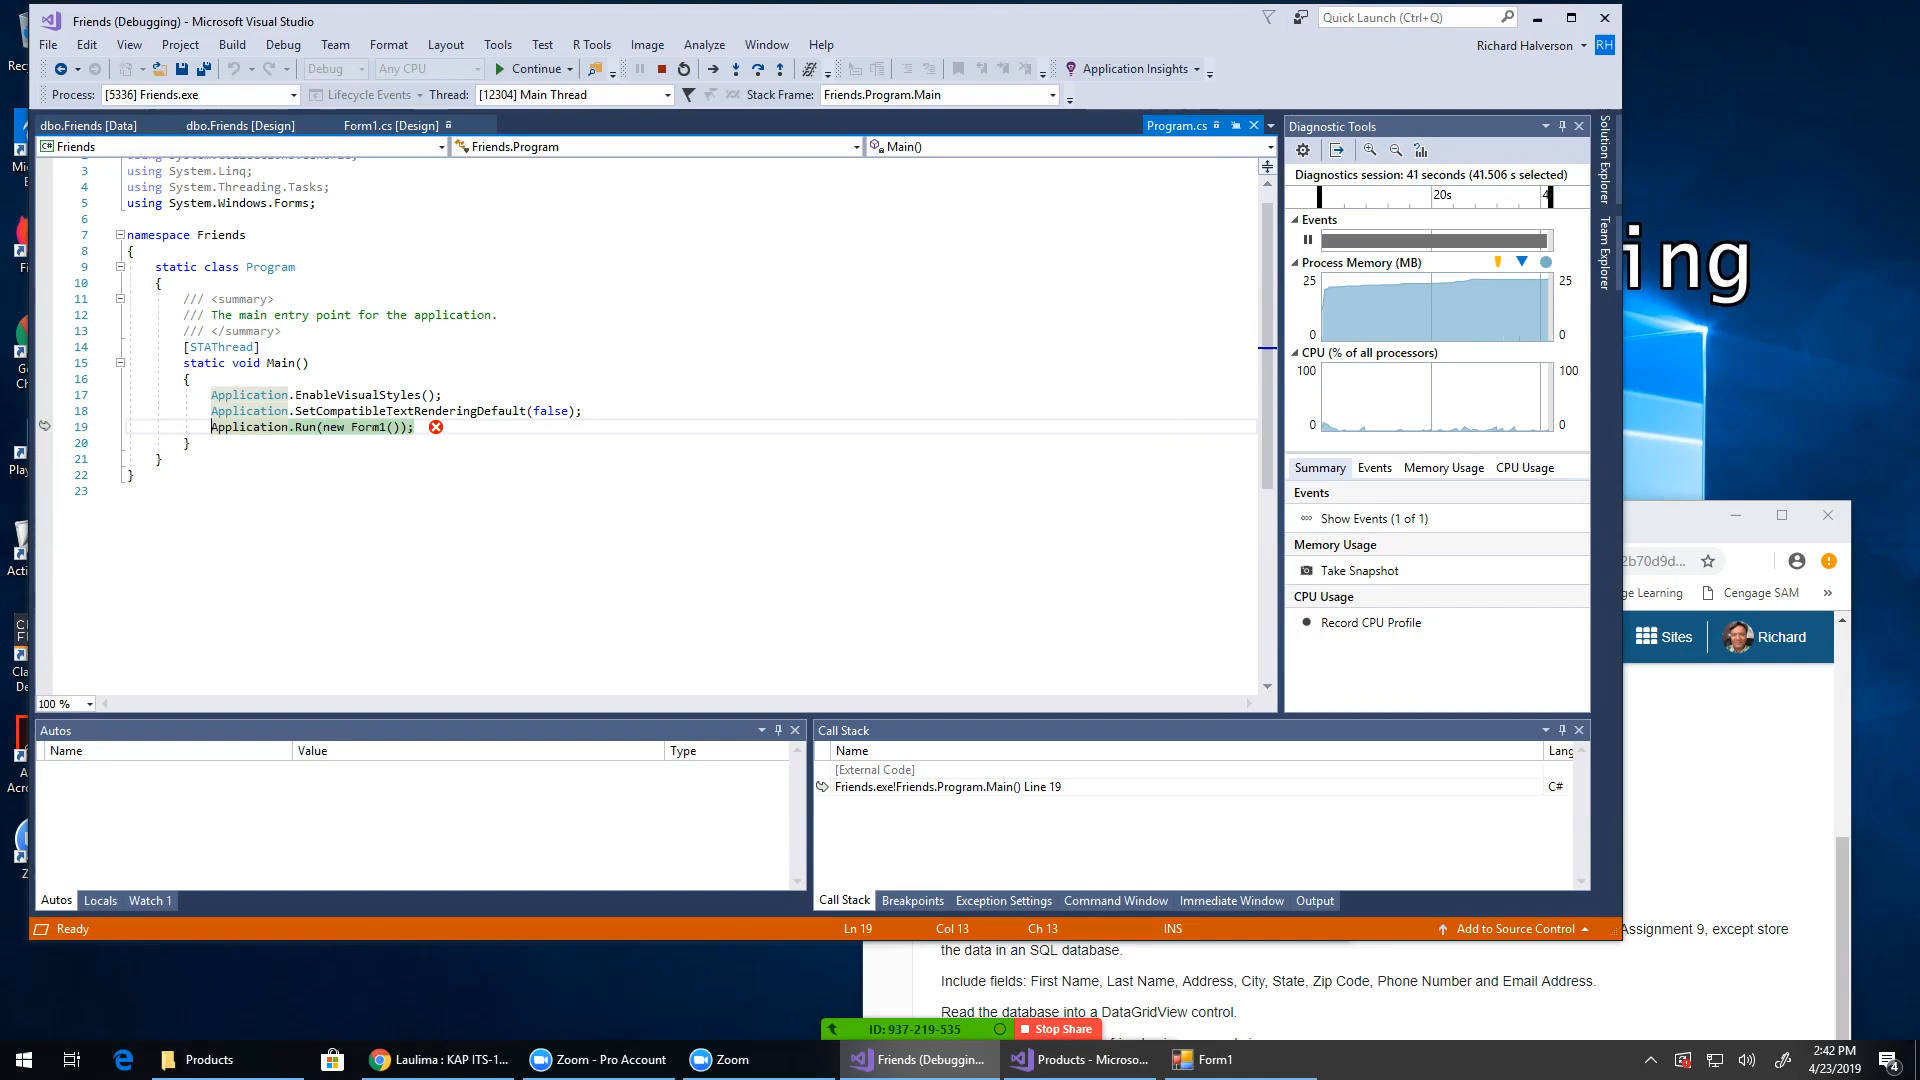 Friends (Debugging) - Microsoft Visual Studio
Quick Launch (Ctrl+Q)
File Edit View Project Build Debug Team Format Layout Tools Test R Tools Image Analyze Window Help
Richard Halverson RH
Debug Any CPU Continue Application Insights
Process: [5336] Friends.exe Lifecycle Events Thread: [12304] Main Thread Stack Frame: Friends.Program.Main
dbo.Friends [Data] dbo.Friends [Design] Form1.cs [Design] Program.cs
Friends Friends.Program Main()
3 using System.Linq;
4 using System.Threading.Tasks;
5 using System.Windows.Forms;
6
7 namespace Friends
8 {
9 static class Program
10 {
11 /// <summary>
12 /// The main entry point for the application.
13 /// </summary>
14 [STAThread]
15 static void Main()
16 {
17 Application.EnableVisualStyles();
18 Application.SetCompatibleTextRenderingDefault(false);
19 Application.Run(new Form1());
20 }
21 }
22 }
23
100 %
Diagnostic Tools
Diagnostics session: 41 seconds (41.506 s selected)
20s 4
Events
Process Memory (MB)
25 25
0 0
CPU (% of all processors)
100 100
0 0
Summary Events Memory Usage CPU Usage
Events
Show Events (1 of 1)
Memory Usage
Take Snapshot
CPU Usage
Record CPU Profile
Solution Explorer
Team Explorer
ing
Autos
Name Value Type
Autos Locals Watch 1
Call Stack
Name Lang
[External Code]
Friends.exe!Friends.Program.Main() Line 19 C#
Call Stack Breakpoints Exception Settings Command Window Immediate Window Output
Ready Ln 19 Col 13 Ch 13 INS Add to Source Control
2b70d9d...
ge Learning Cengage SAM »
Sites Richard
Assignment 9, except store
the data in an SQL database.
Include fields: First Name, Last Name, Address, City, State, Zip Code, Phone Number and Email Address.
Read the database into a DataGridView control.
ID: 937-219-535 Stop Share
Products Laulima : KAP ITS-1... Zoom - Pro Account Zoom Friends (Debuggin... Products - Microso... Form1
2:42 PM
4/23/2019
4